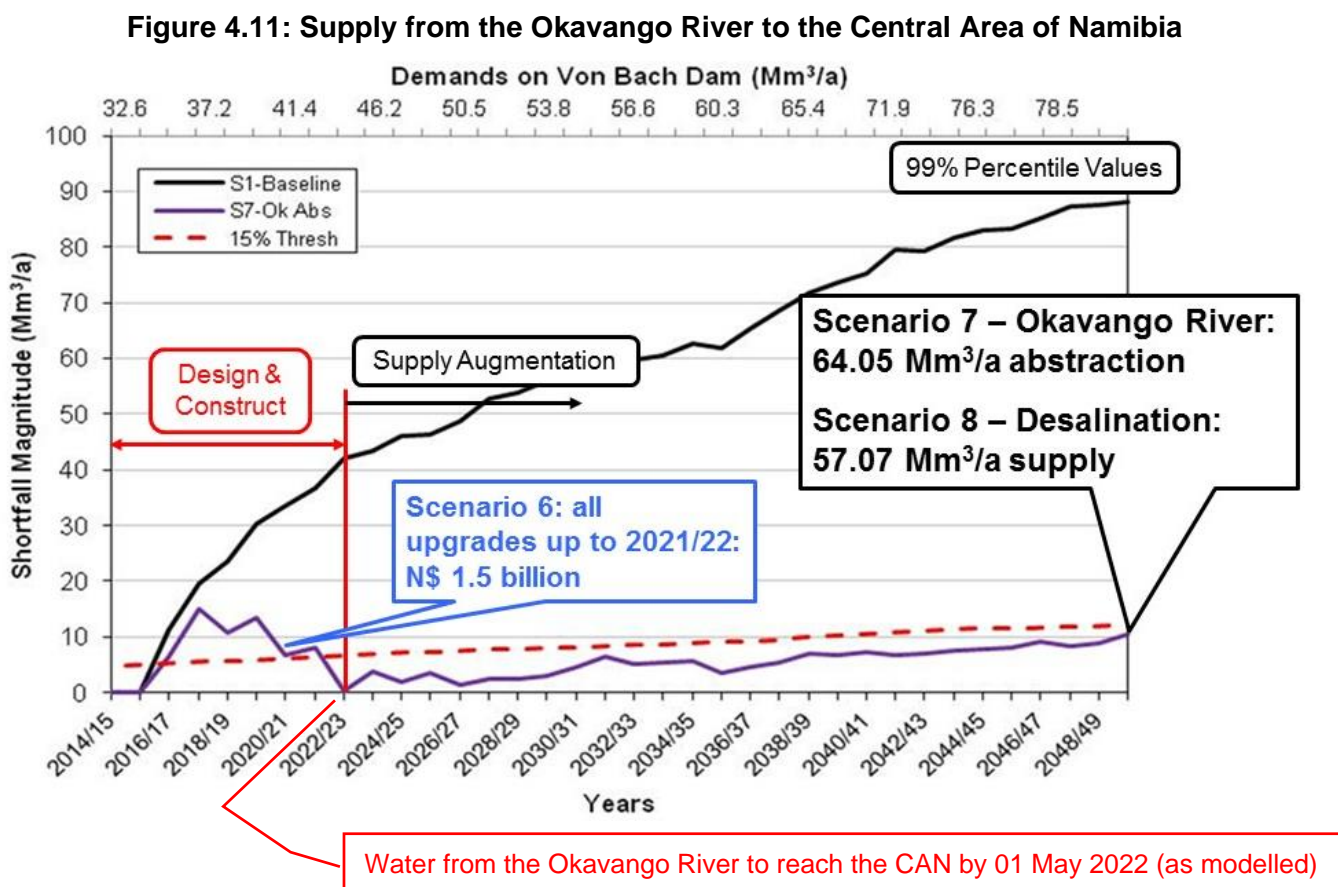 Figure 4.11: Supply from the Okavango River to the Central Area of Namibia
Demands on Von Bach Dam (Mm³/a)
32.6 37.2 41.4 46.2 50.5 53.8 56.6 60.3 65.4 71.9 76.3 78.5
100
90
80
70
60
50
40
30
20
10
0
Shortfall Magnitude (Mm³/a)
S1-Baseline
S7-Ok Abs
15% Thresh
99% Percentile Values
Design &
Construct
Supply Augmentation
Scenario 7 – Okavango River:
64.05 Mm³/a abstraction
Scenario 8 – Desalination:
57.07 Mm³/a supply
Scenario 6: all
upgrades up to 2021/22:
N$ 1.5 billion
2014/15 2016/17 2018/19 2020/21 2022/23 2024/25 2026/27 2028/29 2030/31 2032/33 2034/35 2036/37 2038/39 2040/41 2042/43 2044/45 2046/47 2048/49
Years
Water from the Okavango River to reach the CAN by 01 May 2022 (as modelled)